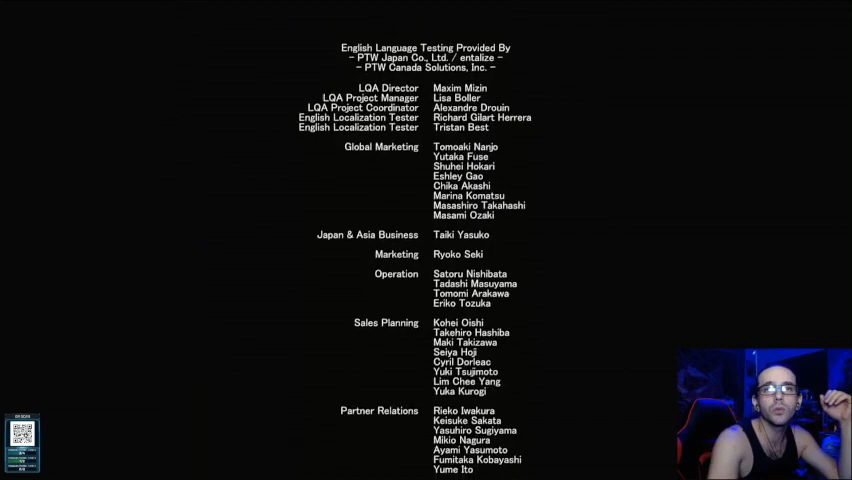 English Language Testing Provided By
- PTW Japan Co., Ltd. / entalize -
- PTW Canada Solutions, Inc. -
LQA Director Maxim Mizin
LQA Project Manager Lisa Boller
LQA Project Coordinator Alexandre Drouin
English Localization Tester Richard Gilart Herrera
English Localization Tester Tristan Best
Global Marketing Tomoaki Nanjo
Yutaka Fuse
Shuhei Hokari
Eshley Gao
Chika Akashi
Marina Komatsu
Masashiro Takahashi
Masami Ozaki
Japan & Asia Business Taiki Yasuko
Marketing Ryoko Seki
Operation Satoru Nishibata
Tadashi Masuyama
Tomomi Arakawa
Eriko Tozuka
Sales Planning Kohei Oishi
Takehiro Hashiba
Maki Takizawa
Seiya Hoji
Cyril Dorleac
Yuki Tsujimoto
Lim Chee Yang
Yuka Kurogi
Partner Relations Rieko Iwakura
Keisuke Sakata
Yasuhiro Sugiyama
Mikio Nagura
Ayami Yasumoto
Fumitaka Kobayashi
Yume Ito